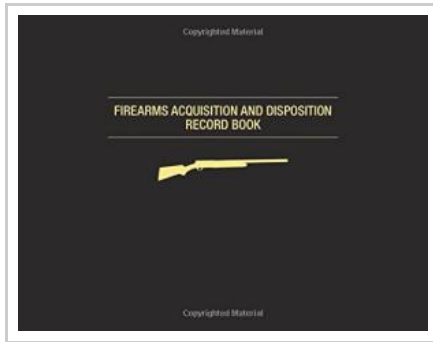 Copyrighted Material
FIREARMS ACQUISITION AND DISPOSITION
RECORD BOOK
Copyrighted Material